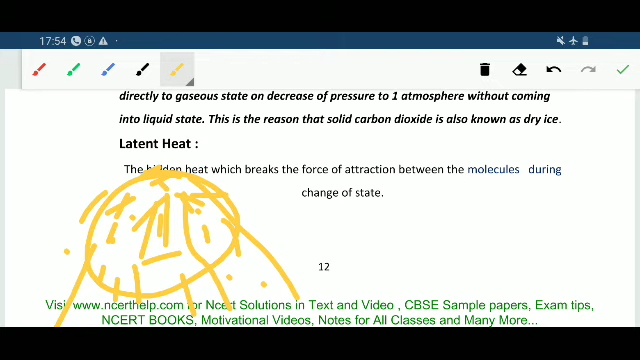 17:54
directly to gaseous state on decrease of pressure to 1 atmosphere without coming
into liquid state. This is the reason that solid carbon dioxide is also known as dry ice.
Latent Heat :
The hidden heat which breaks the force of attraction between the molecules during
change of state.
12
Visit www.ncerthelp.com for Ncert Solutions in Text and Video , CBSE Sample papers, Exam tips,
NCERT BOOKS, Motivational Videos, Notes for All Classes and Many More...